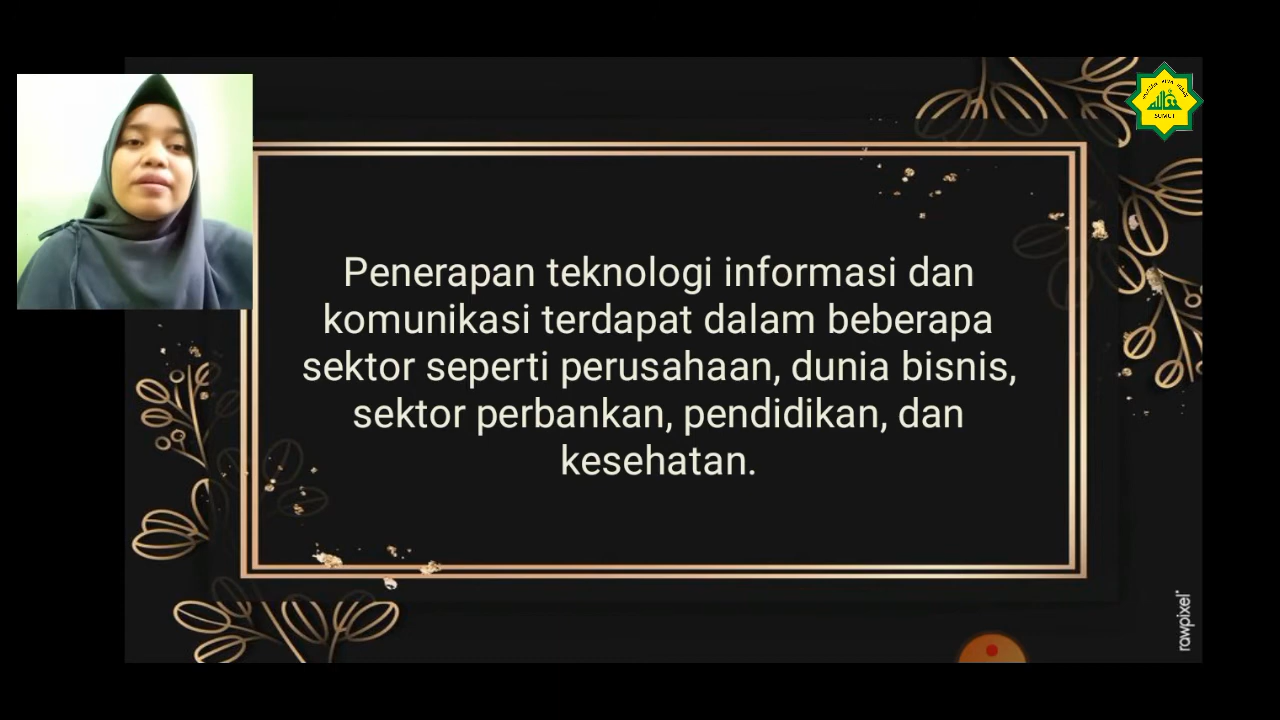 Penerapan teknologi informasi dan
komunikasi terdapat dalam beberapa
sektor seperti perusahaan, dunia bisnis,
sektor perbankan, pendidikan, dan
kesehatan.
SUMUT
rawpixel